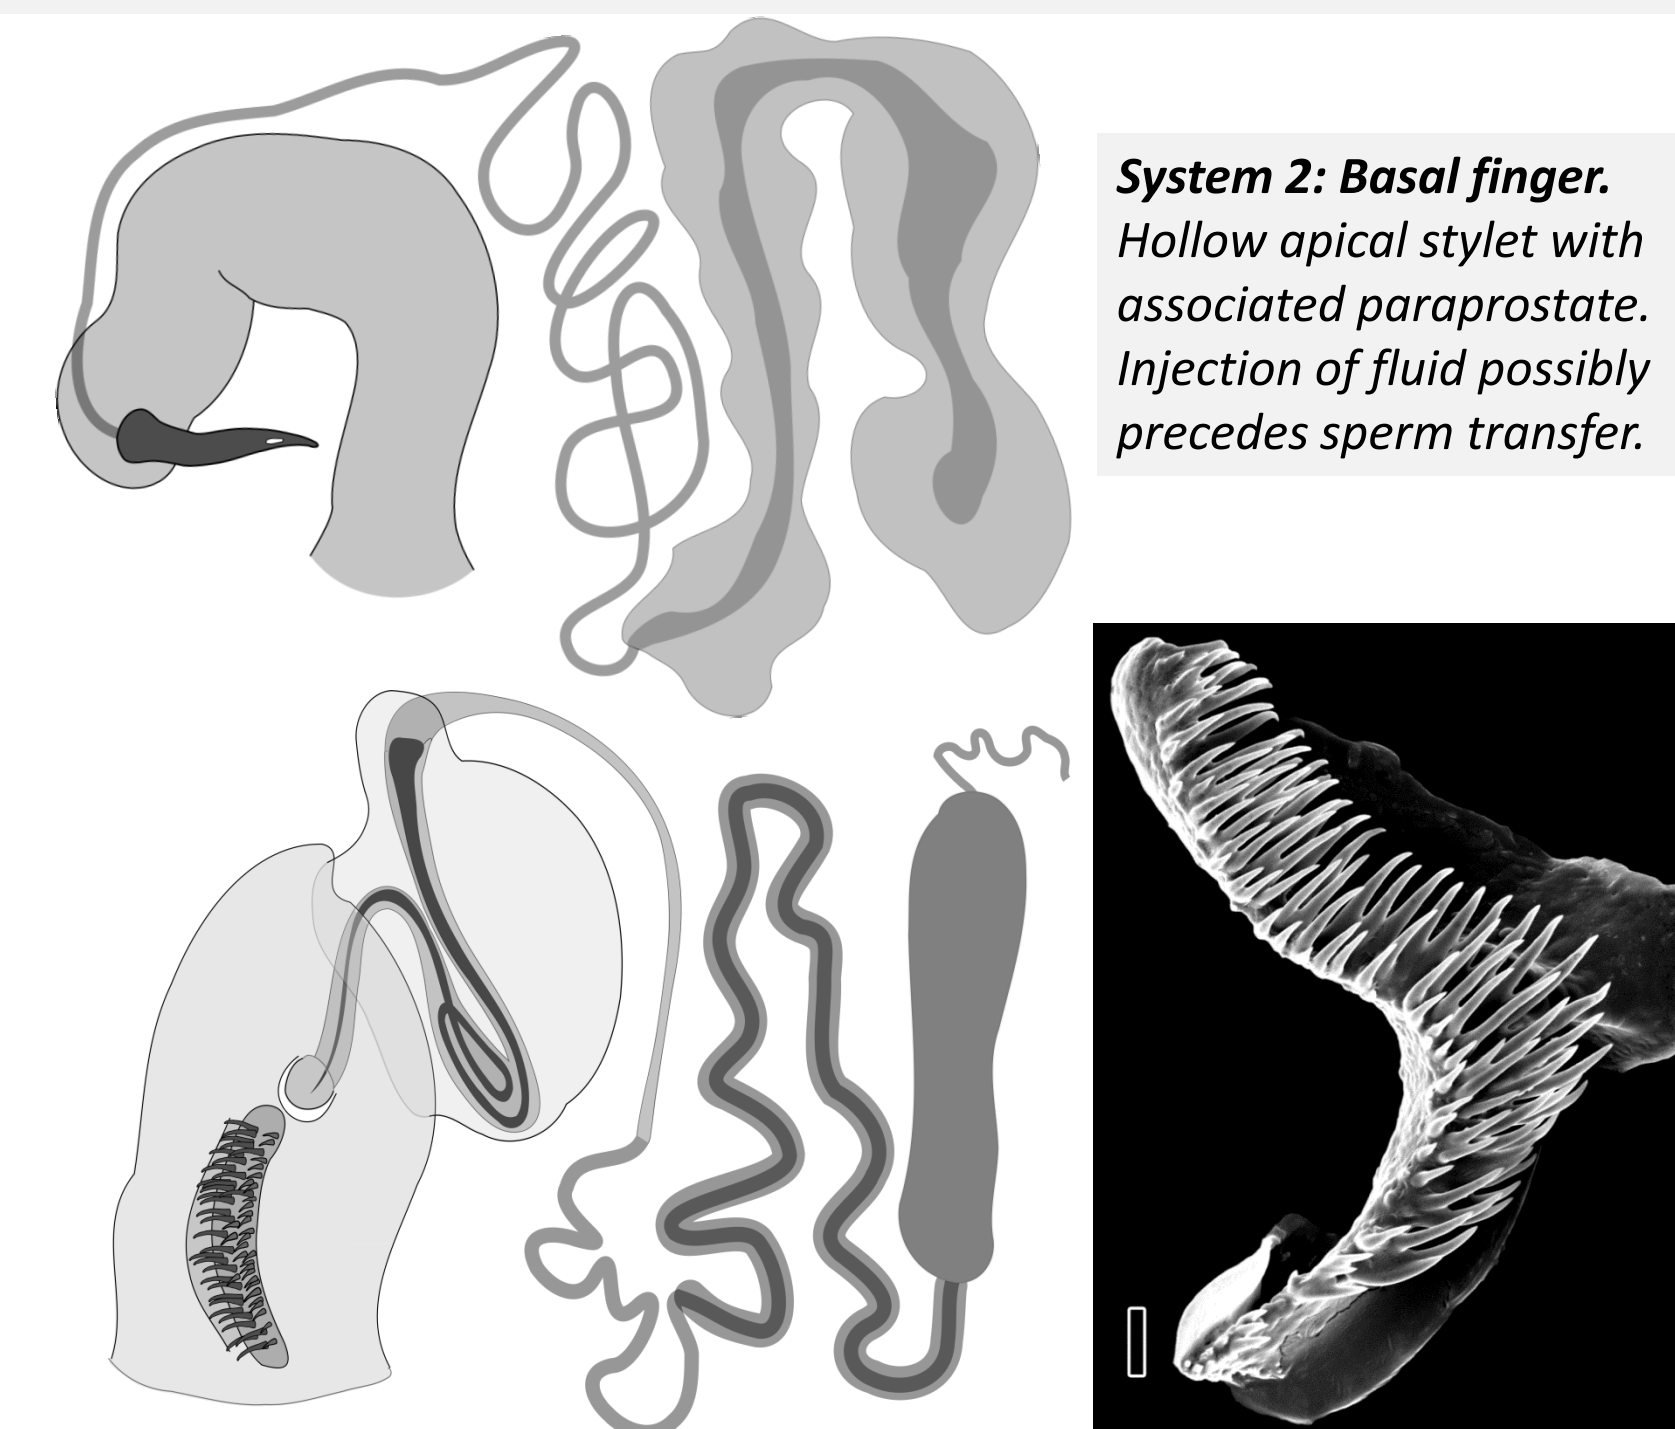 System 2: Basal finger.
Hollow apical stylet with
associated paraprostate.
Injection of fluid possibly
precedes sperm transfer.